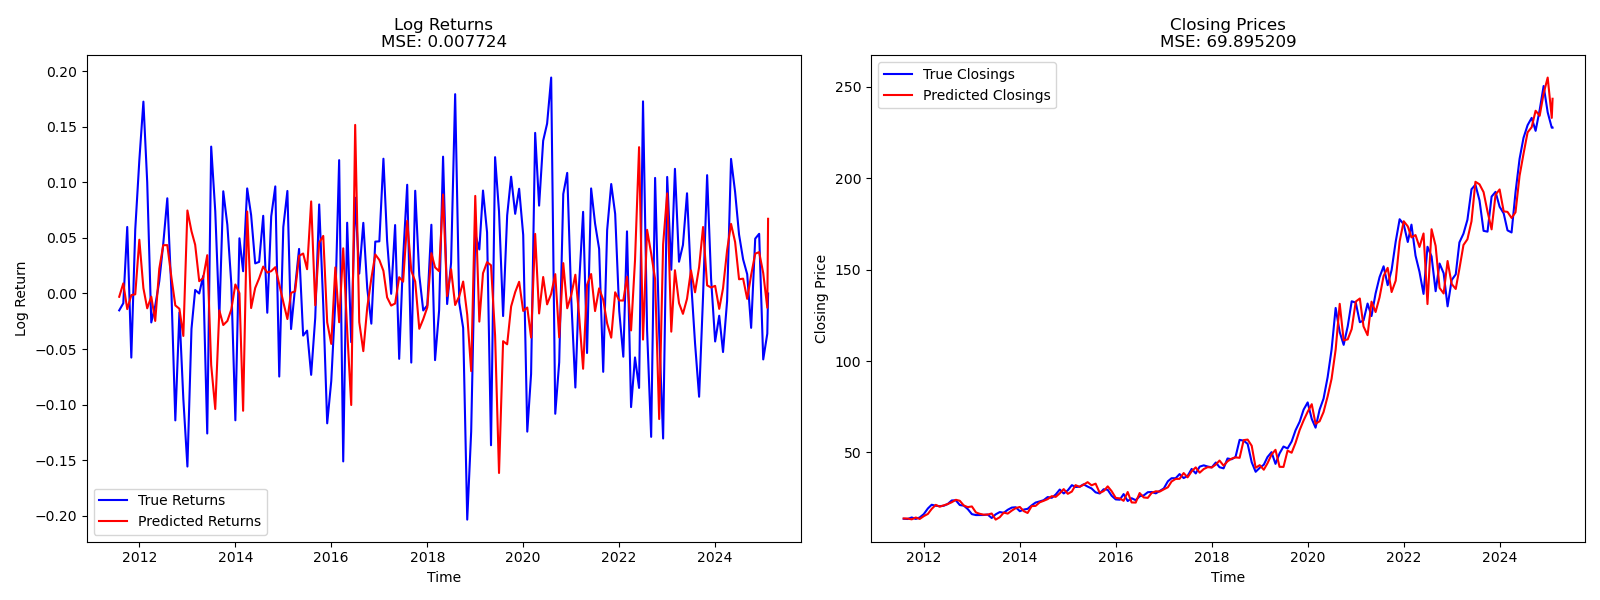 Log Returns
MSE: 0.007724
0.20
0.15
0.10
0.05
0.00
−0.05
−0.10
−0.15
−0.20
Log Return
True Returns
Predicted Returns
2012 2014 2016 2018 2020 2022 2024
Time
Closing Prices
MSE: 69.895209
True Closings
Predicted Closings
250
200
150
100
50
Closing Price
2012 2014 2016 2018 2020 2022 2024
Time